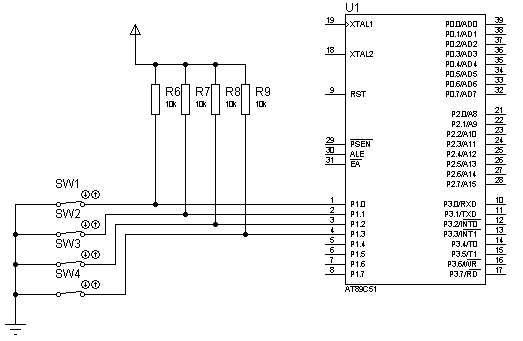 U1
19 XTAL1 P0.0/AD0 39
P0.1/AD1 38
P0.2/AD2 37
18 XTAL2 P0.3/AD3 36
P0.4/AD4 35
P0.5/AD5 34
P0.6/AD6 33
9 RST P0.7/AD7 32
R6 R7 R8 R9
10k 10k 10k 10k
P2.0/A8 21
P2.1/A9 22
P2.2/A10 23
29 PSEN P2.3/A11 24
30 ALE P2.4/A12 25
31 EA P2.5/A13 26
P2.6/A14 27
P2.7/A15 28
SW1
1 P1.0 P3.0/RXD 10
SW2
2 P1.1 P3.1/TXD 11
3 P1.2 P3.2/INT0 12
4 P1.3 P3.3/INT1 13
SW3
5 P1.4 P3.4/T0 14
6 P1.5 P3.5/T1 15
7 P1.6 P3.6/WR 16
SW4
8 P1.7 P3.7/RD 17
AT89C51